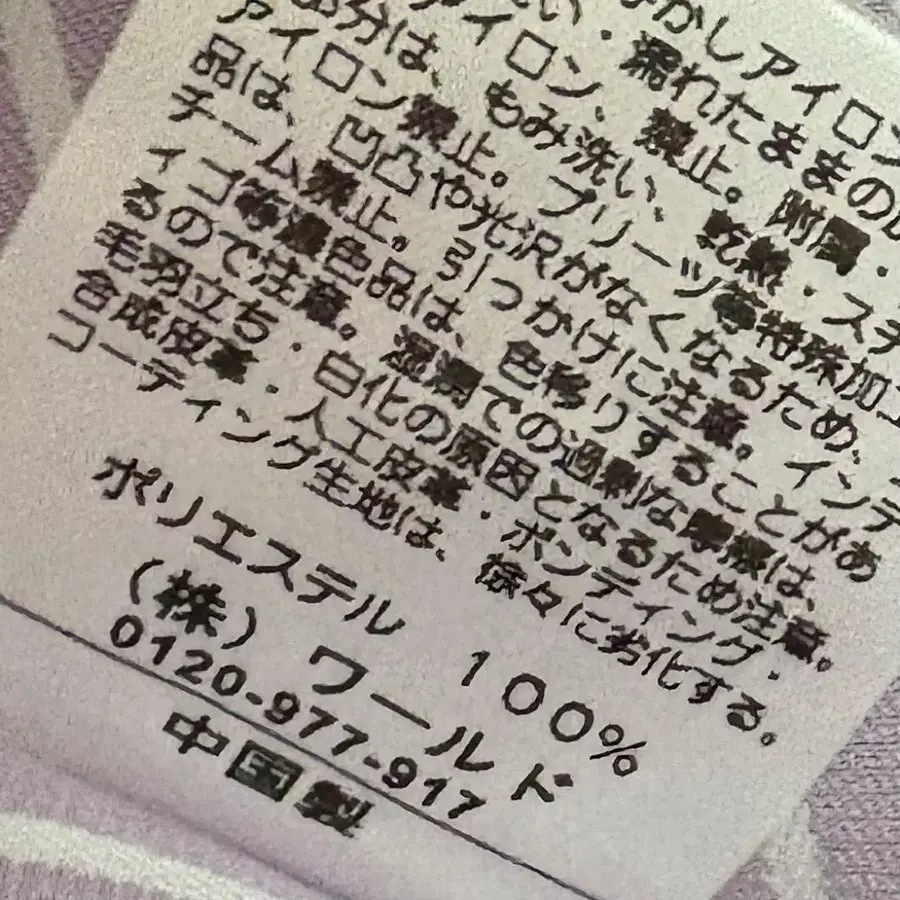 かしアイロン
い・濡れたままの
イロン、禁止。附属・
部分は、もみ洗い、乾熱・スチ
アイロン禁止。プリーツ等特殊加工
品は、凹凸や光沢がなくなるため、
チーム禁止。引っかけに注意。インデ
ィゴ等濃色品は、色移りすることがあ
るので注意。湿潤での過剰な摩擦は、
毛羽立ち・白化の原因となるため注意。
合成皮革・人工皮革・ボンディング・
コーティング生地は、徐々に劣化する。
ポリエステル 100%
(株)ワールド
0120-977-917
中国製